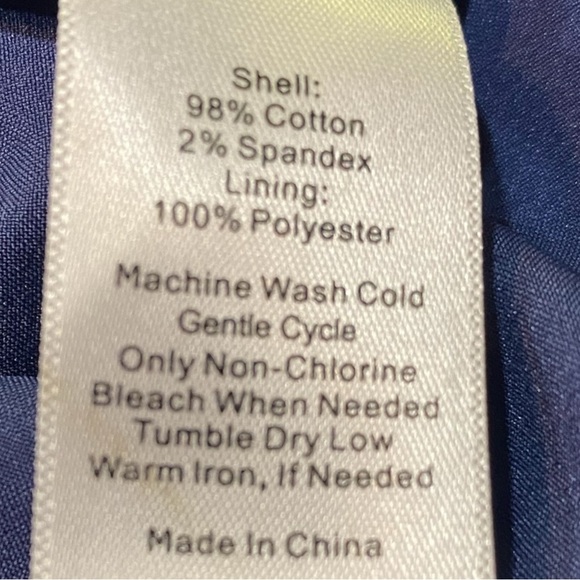 Shell:
98% Cotton
2% Spandex
Lining:
100% Polyester
Machine Wash Cold
Gentle Cycle
Only Non-Chlorine
Bleach When Needed
Tumble Dry Low
Warm Iron, If Needed
Made In China